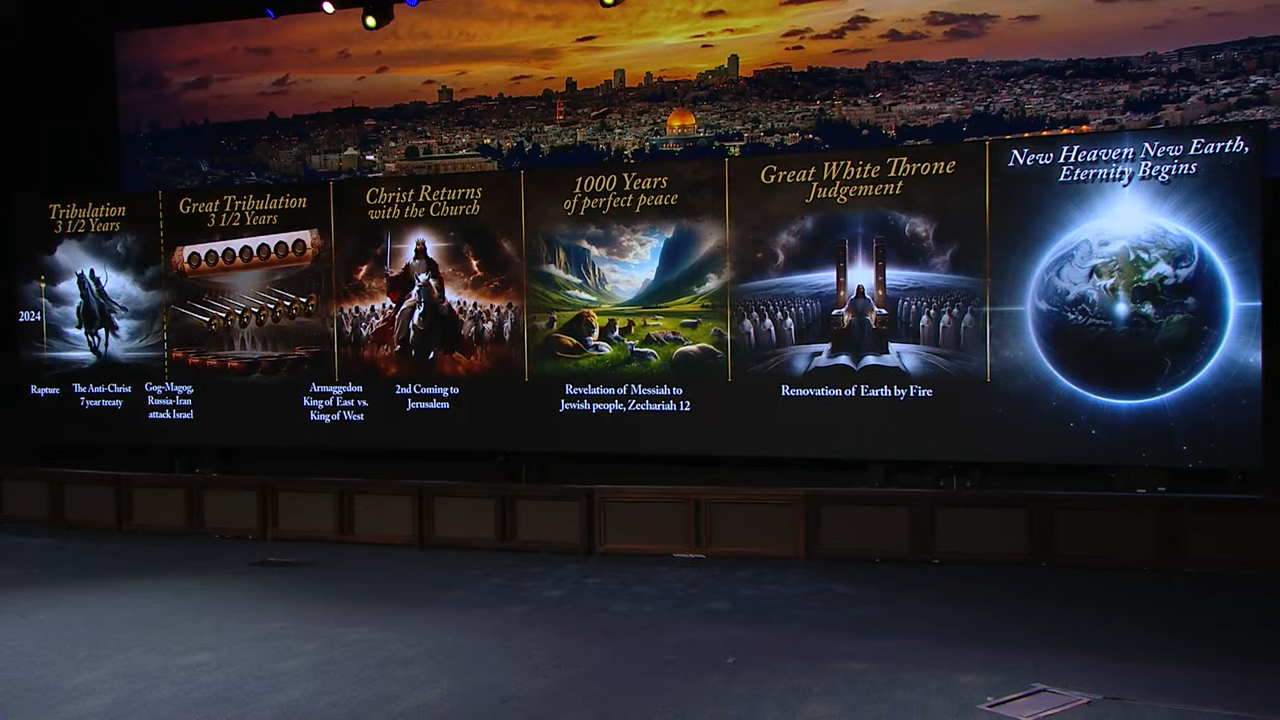 Tribulation
3 1/2 Years
2024
Rapture
The Anti-Christ
7 year treaty
Gog-Magog,
Russia-Iran
attack Israel
Great Tribulation
3 1/2 Years
Armaggedon
King of East vs.
King of West
Christ Returns
with the Church
2nd Coming to
Jerusalem
1000 Years
of perfect peace
Revelation of Messiah to
Jewish people, Zechariah 12
Great White Throne
Judgement
Renovation of Earth by Fire
New Heaven New Earth,
Eternity Begins